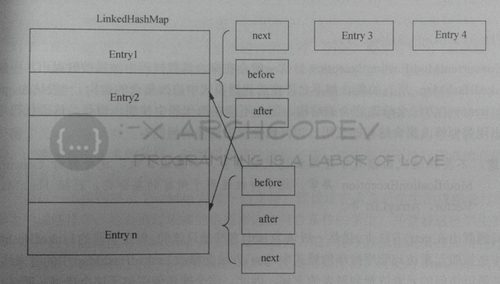 LinkedHashMap
Entry1
Entry2
Entry n
next
before
after
before
after
next
Entry 3
Entry 4
{...}
:-X ARCHCODEV
PROGRAMMING IS A LABOR OF LOVE